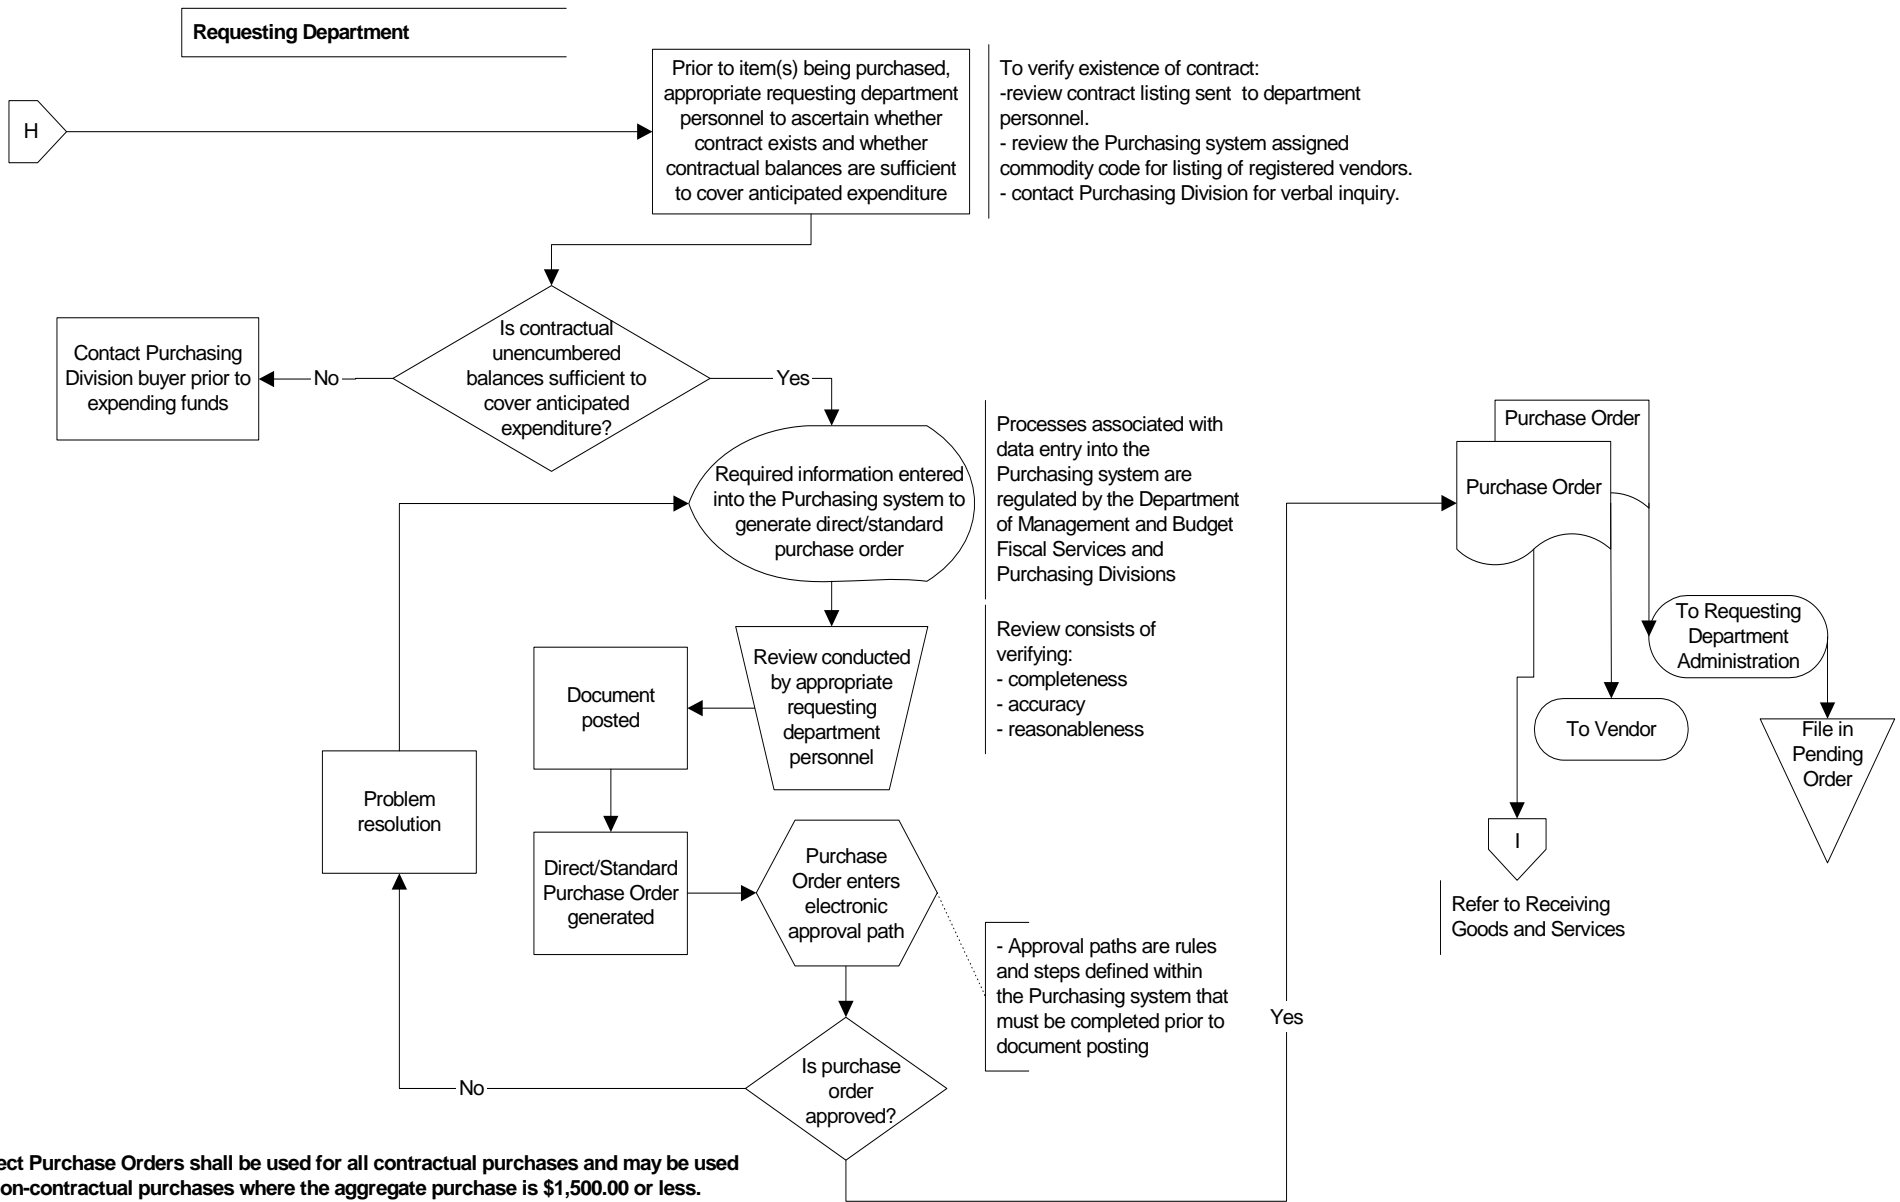 Requesting Department
H
Prior to item(s) being purchased,
appropriate requesting department
personnel to ascertain whether
contract exists and whether
contractual balances are sufficient
to cover anticipated expenditure
To verify existence of contract:
-review contract listing sent  to department
personnel.
- review the Purchasing system assigned
commodity code for listing of registered vendors.
- contact Purchasing Division for verbal inquiry.
Is contractual
unencumbered
balances sufficient to
cover anticipated
expenditure?
No
Contact Purchasing
Division buyer prior to
expending funds
Yes
Required information entered
into the Purchasing system to
generate direct/standard
purchase order
Processes associated with
data entry into the
Purchasing system are
regulated by the Department
of Management and Budget
Fiscal Services and
Purchasing Divisions
Review conducted
by appropriate
requesting
department
personnel
Review consists of
verifying:
- completeness
- accuracy
- reasonableness
Document
posted
Direct/Standard
Purchase Order
generated
Purchase
Order enters
electronic
approval path
- Approval paths are rules
and steps defined within
the Purchasing system that
must be completed prior to
document posting
Is purchase
order
approved?
No
Problem
resolution
Yes
Purchase Order
Purchase Order
To Requesting
Department
Administration
To Vendor
File in
Pending
Order
I
Refer to Receiving
Goods and Services
Purchase Orders shall be used for all contractual purchases and may be used
purchases where the aggregate purchase is $1,500.00 or less.